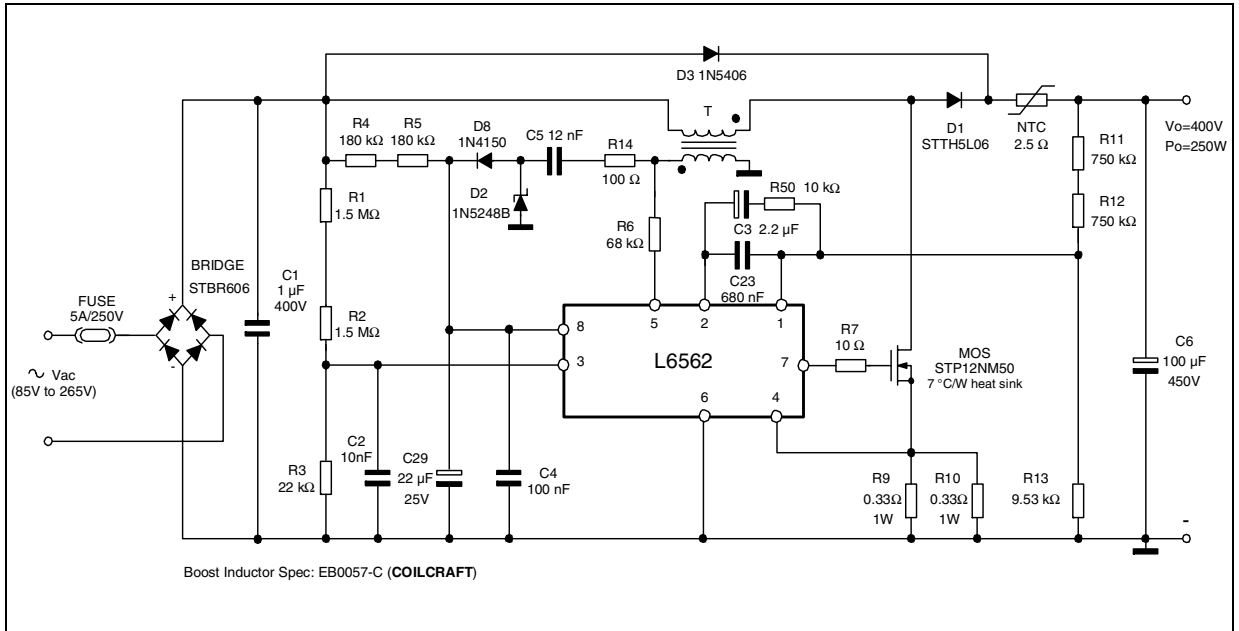 D3 1N5406
T
R4
180 kΩ
R5
180 kΩ
D8
1N4150
C5 12 nF
R14
100 Ω
D1
STTH5L06
NTC
2.5 Ω
R11
750 kΩ
Vo=400V
Po=250W
R1
1.5 MΩ
D2
1N5248B
R6
68 kΩ
R50 10 kΩ
C3 2.2 µF
R12
750 kΩ
C23
680 nF
BRIDGE
STBR606
+
-
FUSE
5A/250V
C1
1 µF
400V
R2
1.5 MΩ
8
3
5
2
1
L6562
7
6
4
R7
10 Ω
MOS
STP12NM50
7 °C/W heat sink
C6
100 µF
450V
~ Vac
(85V to 265V)
R3
22 kΩ
C2
10nF
C29
22 µF
25V
C4
100 nF
R9
0.33Ω
1W
R10
0.33Ω
1W
R13
9.53 kΩ
-
Boost Inductor Spec: EB0057-C (COILCRAFT)